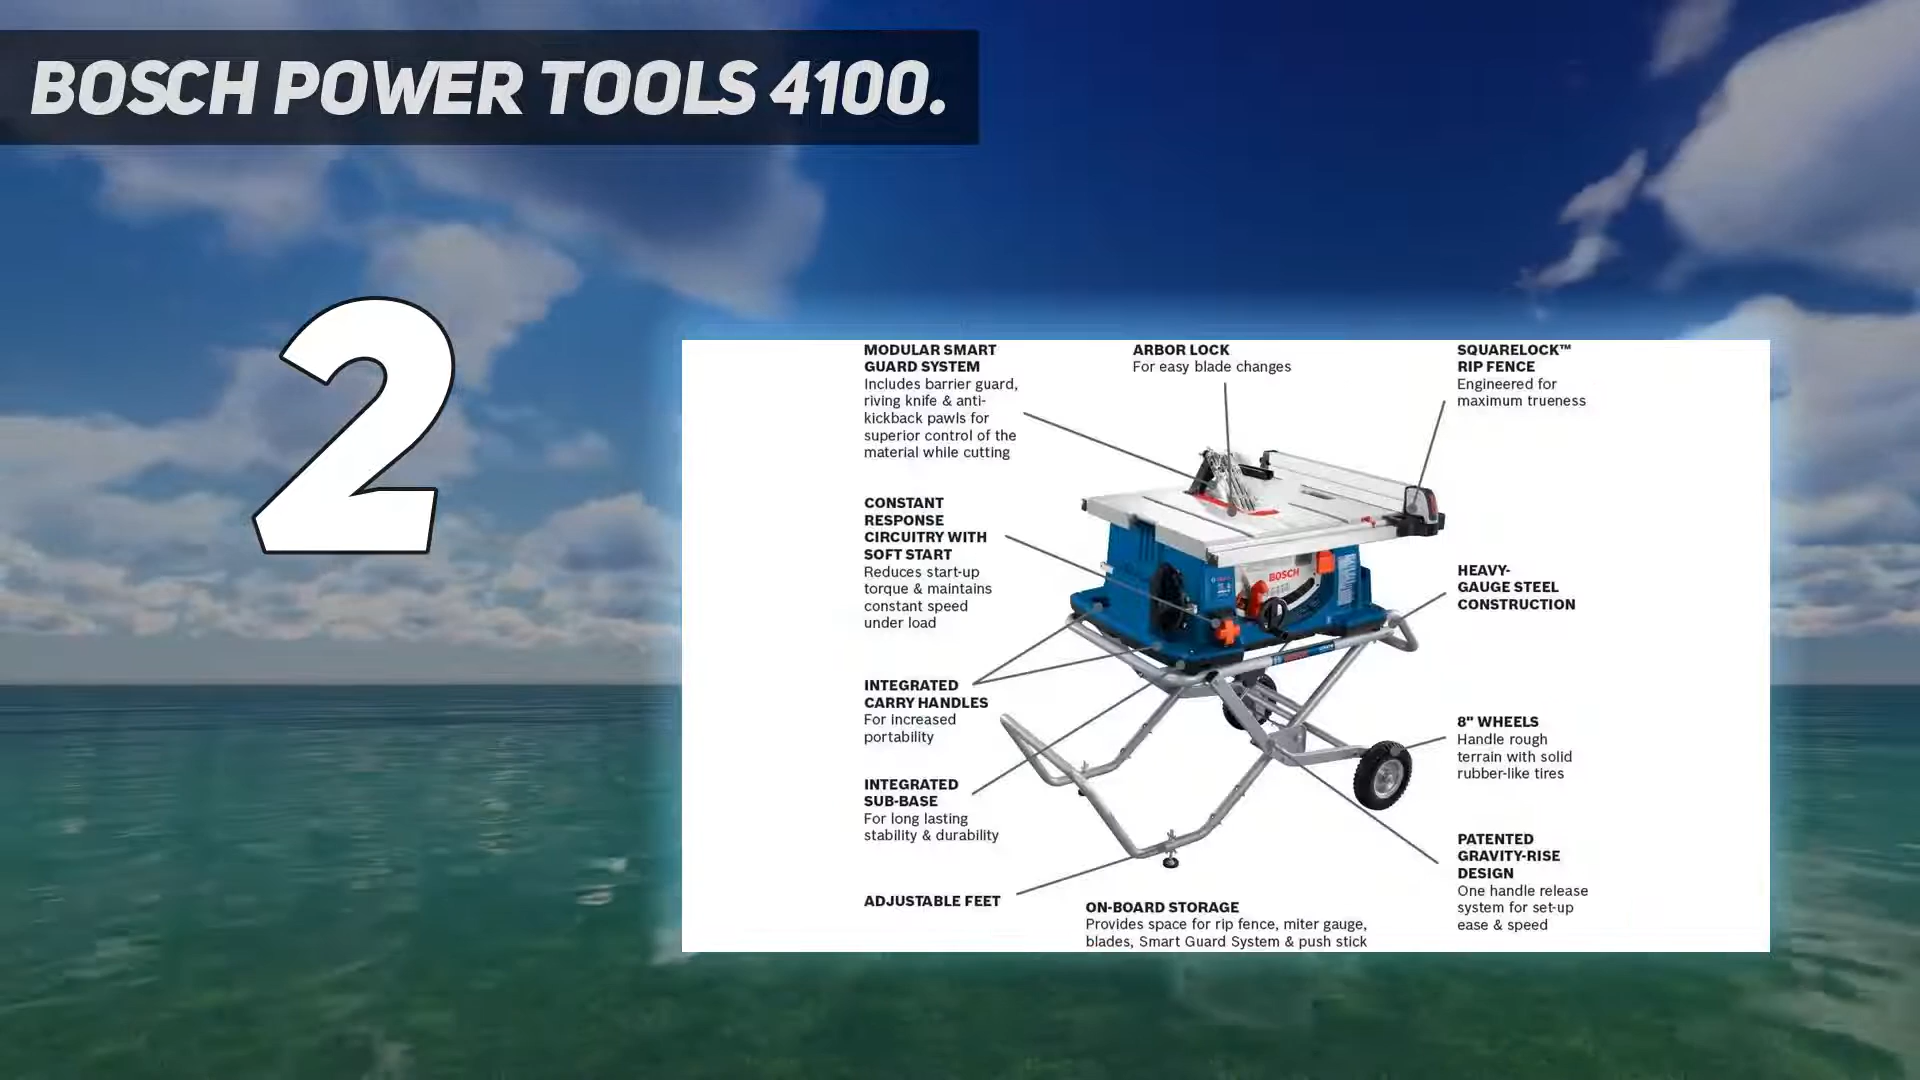 BOSCH POWER TOOLS 4100.
2
MODULAR SMART
GUARD SYSTEM
Includes barrier guard,
riving knife & anti-
kickback pawls for
superior control of the
material while cutting
ARBOR LOCK
For easy blade changes
SQUARELOCK™
RIP FENCE
Engineered for
maximum trueness
CONSTANT
RESPONSE
CIRCUITRY WITH
SOFT START
Reduces start-up
torque & maintains
constant speed
under load
BOSCH
HEAVY-
GAUGE STEEL
CONSTRUCTION
INTEGRATED
CARRY HANDLES
For increased
portability
8" WHEELS
Handle rough
terrain with solid
rubber-like tires
INTEGRATED
SUB-BASE
For long lasting
stability & durability
PATENTED
GRAVITY-RISE
DESIGN
One handle release
system for set-up
ease & speed
ADJUSTABLE FEET
ON-BOARD STORAGE
Provides space for rip fence, miter gauge,
blades, Smart Guard System & push stick